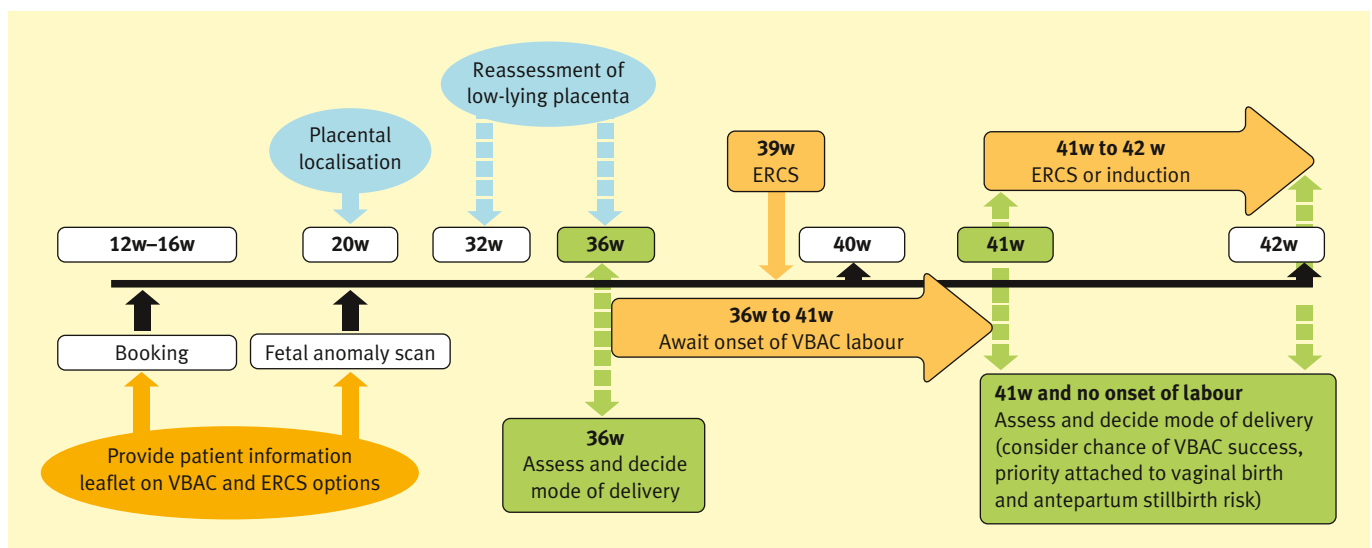 Reassessment of
low-lying placenta
Placental
localisation
39w
ERCS
41w to 42 w
ERCS or induction
12w–16w
20w
32w
36w
40w
41w
42w
36w to 41w
Await onset of VBAC labour
Booking
Fetal anomaly scan
41w and no onset of labour
Assess and decide mode of delivery
(consider chance of VBAC success,
priority attached to vaginal birth
and antepartum stillbirth risk)
36w
Assess and decide
mode of delivery
Provide patient information
leaflet on VBAC and ERCS options